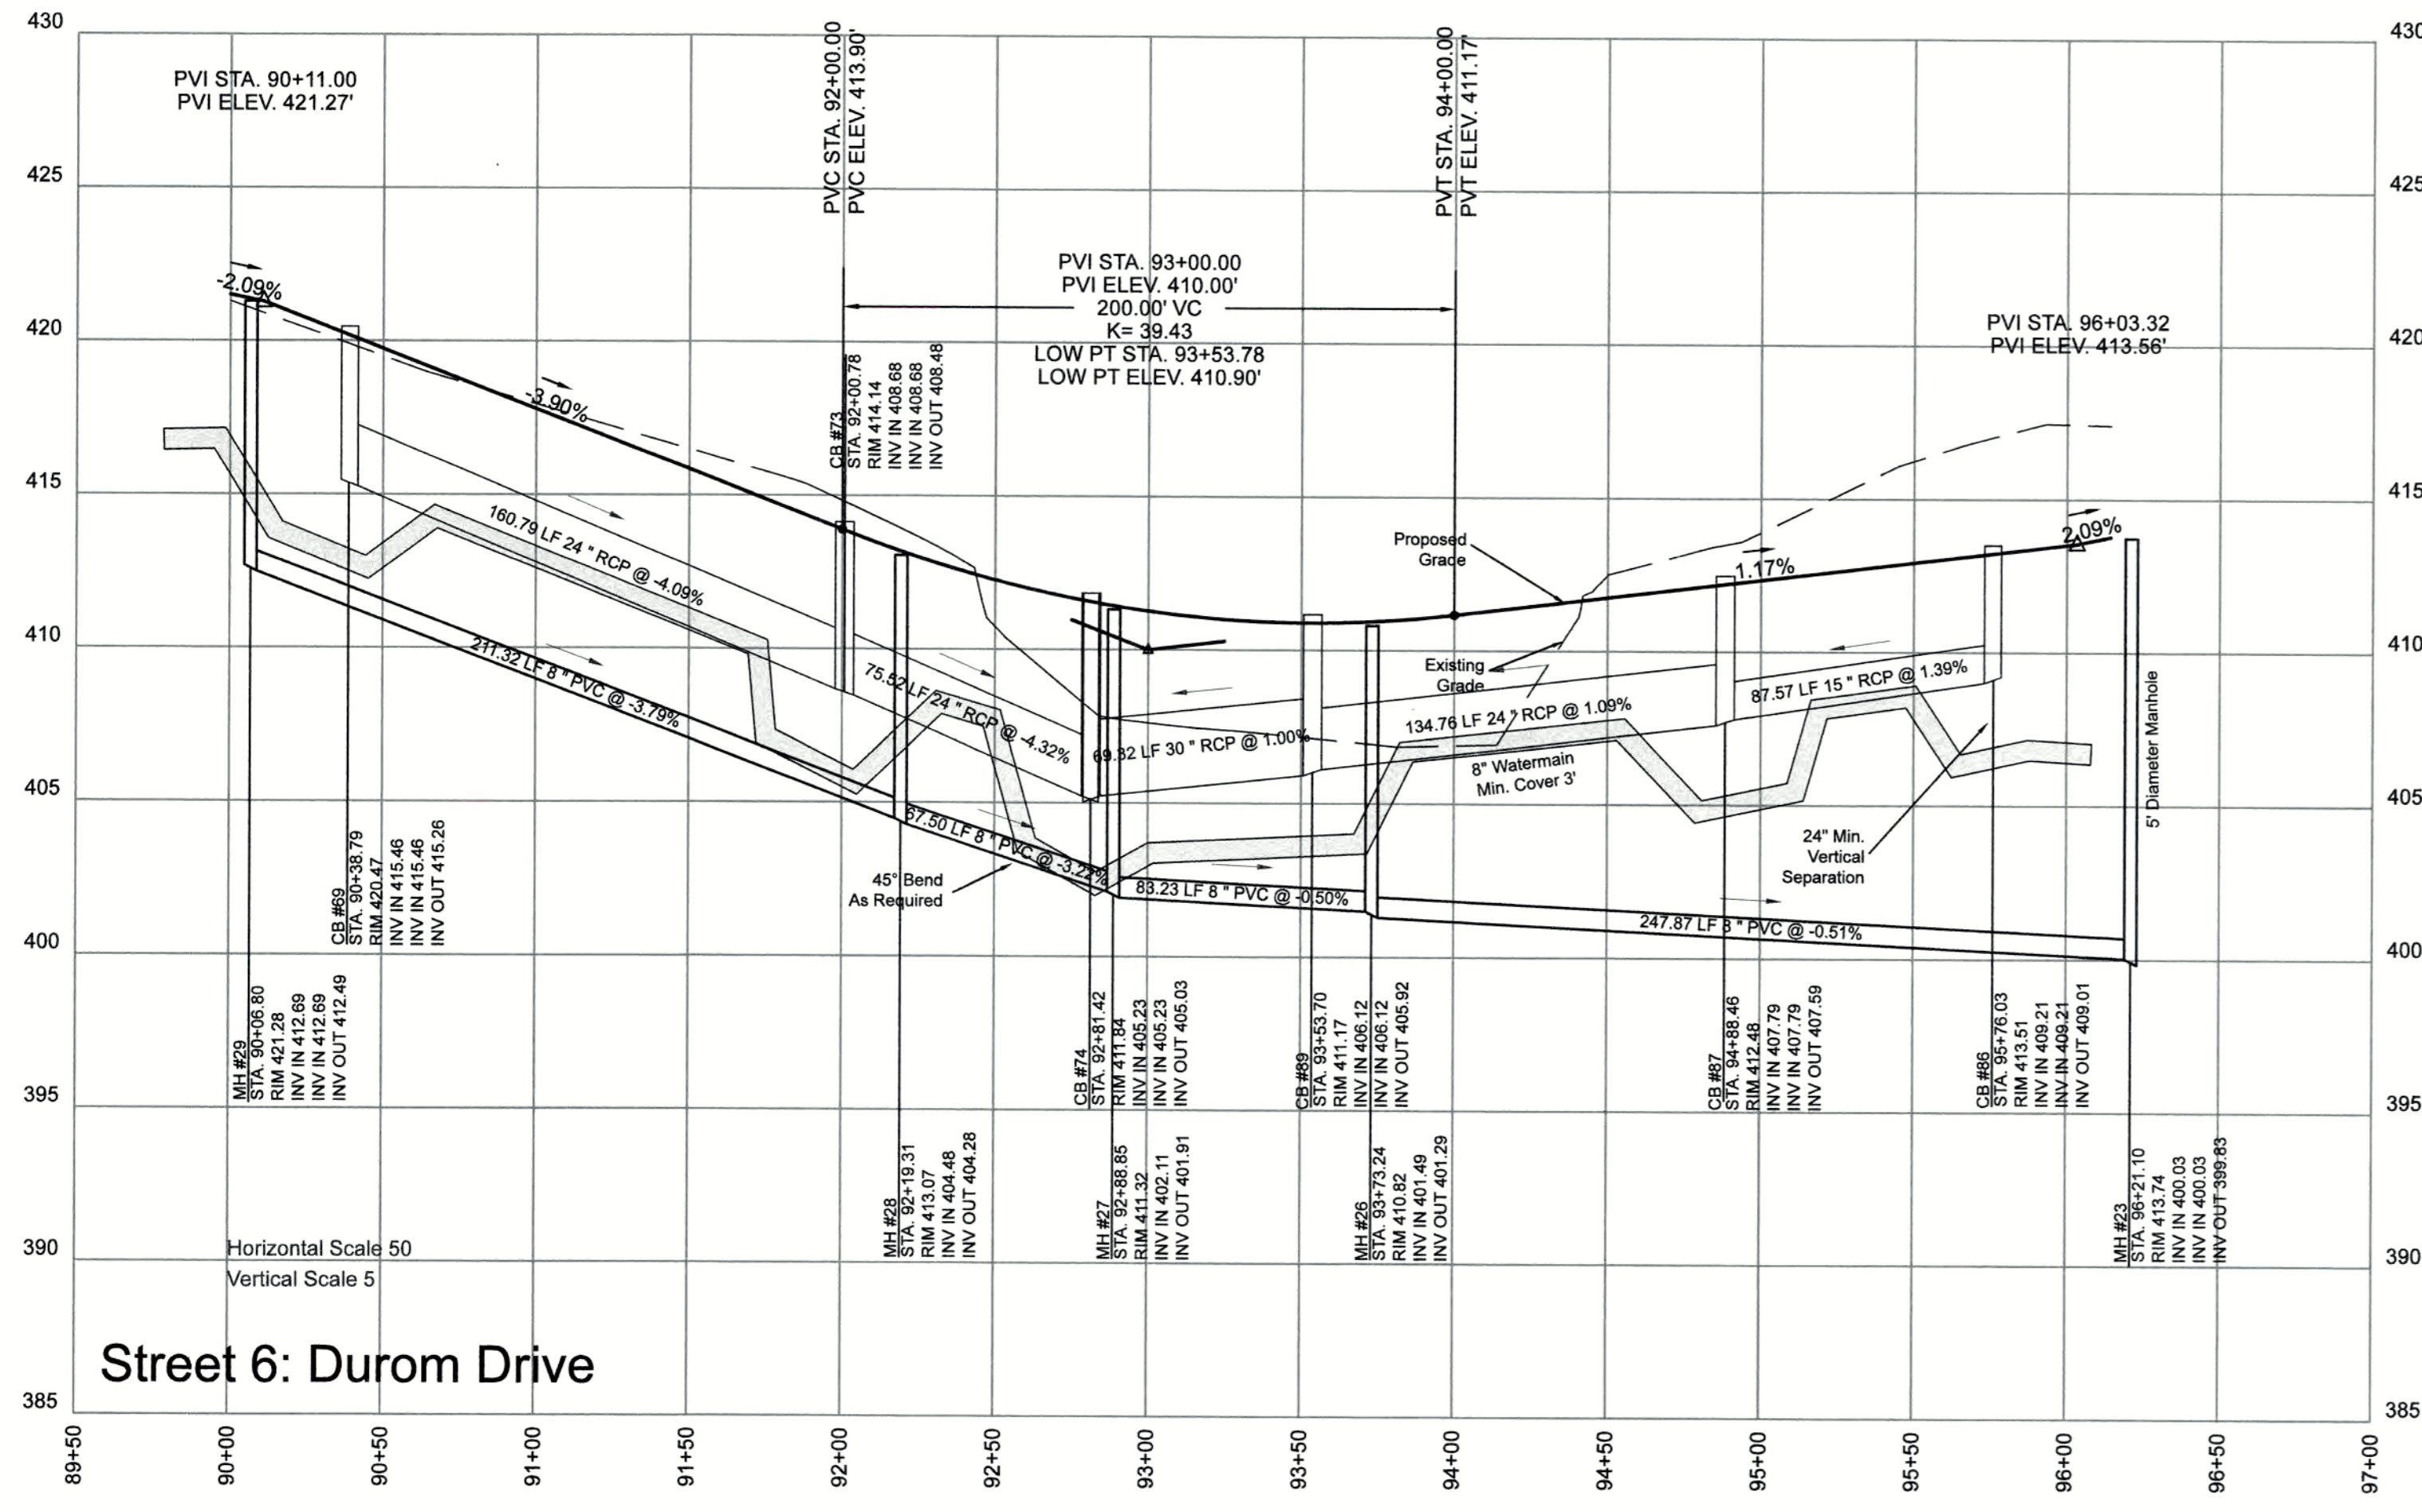 430
430
425
425
420
420
415
415
410
410
405
405
400
400
395
395
390
390
385
385
PVI STA. 90+11.00
PVI ELEV. 421.27'
PVC STA. 92+00.00
PVC ELEV. 413.90'
PVT STA. 94+00.00
PVT ELEV. 411.17'
PVI STA. 93+00.00
PVI ELEV. 410.00'
200.00' VC
K= 39.43
LOW PT STA. 93+53.78
LOW PT ELEV. 410.90'
PVI STA. 96+03.32
PVI ELEV. 413.56'
-2.09%
-3.90%
1.17%
2.09%
CB #73
STA. 92+00.78
RIM 414.14
INV IN 408.68
INV IN 408.68
INV OUT 408.48
160.79 LF 24 " RCP @ -4.09%
211.32 LF 8 " PVC @ -3.79%
75.52 LF 24 " RCP @ -4.32%
69.32 LF 30 " RCP @ 1.00%
134.76 LF 24 " RCP @ 1.09%
87.57 LF 15 " RCP @ 1.39%
67.50 LF 8 " PVC @ -3.22%
83.23 LF 8 " PVC @ -0.50%
247.87 LF 8 " PVC @ -0.51%
Proposed
Grade
Existing
Grade
8" Watermain
Min. Cover 3'
24" Min.
Vertical
Separation
45° Bend
As Required
5' Diameter Manhole
CB #69
STA. 90+38.79
RIM 420.47
INV IN 415.46
INV IN 415.46
INV OUT 415.26
MH #29
STA. 90+06.80
RIM 421.28
INV IN 412.69
INV IN 412.69
INV OUT 412.49
CB #74
STA. 92+81.42
RIM 411.84
INV IN 405.23
INV IN 405.23
INV OUT 405.03
CB #89
STA. 93+53.70
RIM 411.17
INV IN 406.12
INV IN 406.12
INV OUT 405.92
CB #87
STA. 94+88.46
RIM 412.48
INV IN 407.79
INV IN 407.79
INV OUT 407.59
CB #86
STA. 95+76.03
RIM 413.51
INV IN 409.21
INV IN 409.21
INV OUT 409.01
MH #28
STA. 92+19.31
RIM 413.07
INV IN 404.48
INV OUT 404.28
MH #27
STA. 92+88.85
RIM 411.32
INV IN 402.11
INV OUT 401.91
MH #26
STA. 93+73.24
RIM 410.82
INV IN 401.49
INV OUT 401.29
MH #23
STA. 96+21.10
RIM 413.74
INV IN 400.03
INV IN 400.03
INV OUT 399.83
Horizontal Scale 50
Vertical Scale 5
Street 6: Durom Drive
89+50
90+00
90+50
91+00
91+50
92+00
92+50
93+00
93+50
94+00
94+50
95+00
95+50
96+00
96+50
97+00